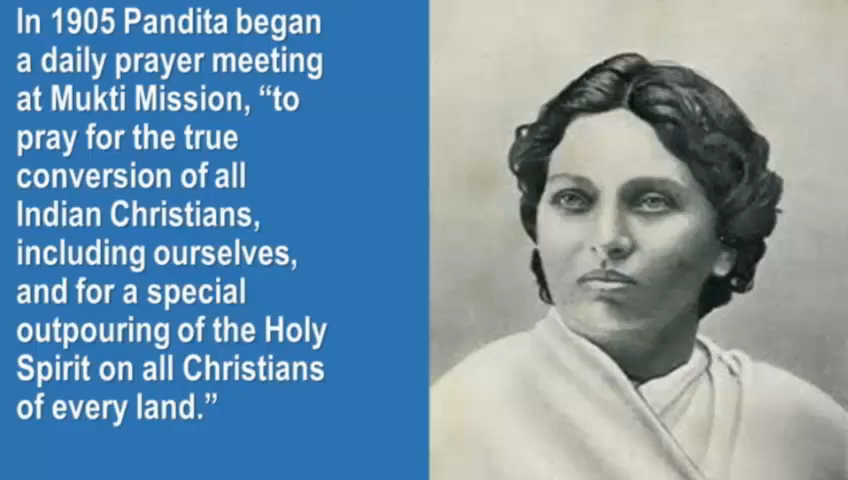 In 1905 Pandita began
a daily prayer meeting
at Mukti Mission, “to
pray for the true
conversion of all
Indian Christians,
including ourselves,
and for a special
outpouring of the Holy
Spirit on all Christians
of every land.”